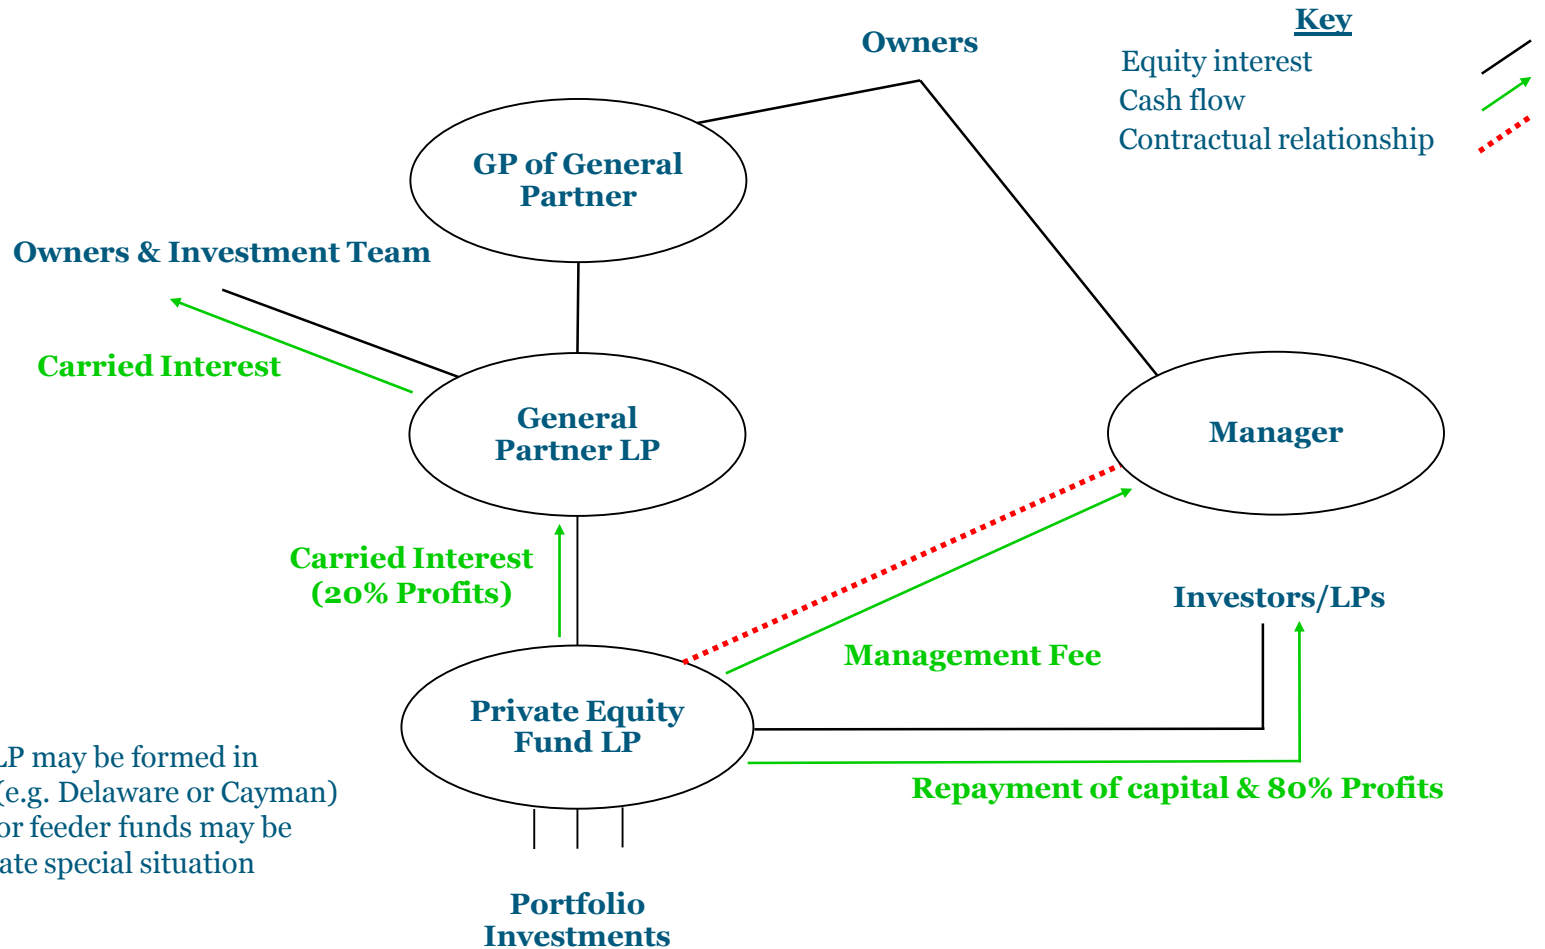 Key
Owners
Equity interest
Cash flow
Contractual relationship
GP of General
Partner
Owners & Investment Team
Carried Interest
General
Partner LP
Manager
Carried Interest
(20% Profits)
Investors/LPs
Management Fee
Private Equity
Fund LP
LP may be formed in
(e.g. Delaware or Cayman)
or feeder funds may be
ate special situation
Repayment of capital & 80% Profits
Portfolio
Investments